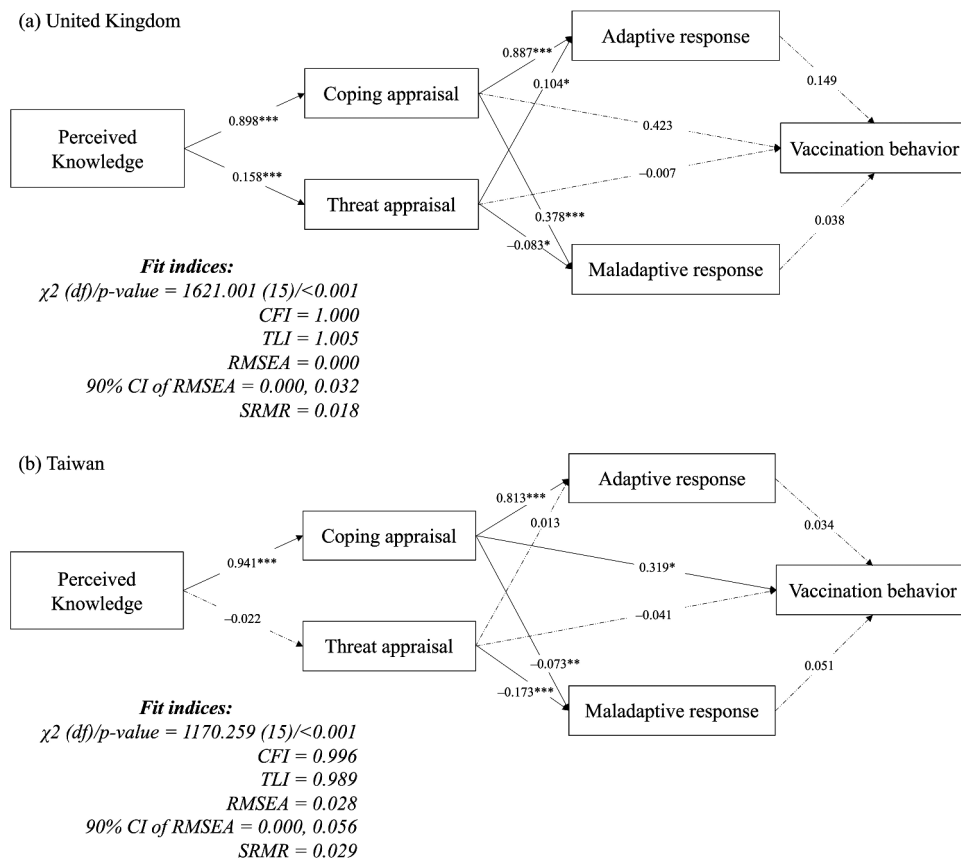 (a) United Kingdom
Adaptive response
0.887***
0.104*
0.149
Coping appraisal
0.898***
0.423
Perceived
Knowledge
Vaccination behavior
0.158***
–0.007
Threat appraisal
0.378***
–0.083*
0.038
Maladaptive response
Fit indices:
χ2 (df)/p-value = 1621.001 (15)/<0.001
CFI = 1.000
TLI = 1.005
RMSEA = 0.000
90% CI of RMSEA = 0.000, 0.032
SRMR = 0.018
(b) Taiwan
Adaptive response
0.813***
0.013
0.034
Coping appraisal
0.941***
0.319*
Perceived
Knowledge
Vaccination behavior
–0.022
–0.041
Threat appraisal
–0.073**
–0.173***
0.051
Maladaptive response
Fit indices:
χ2 (df)/p-value = 1170.259 (15)/<0.001
CFI = 0.996
TLI = 0.989
RMSEA = 0.028
90% CI of RMSEA = 0.000, 0.056
SRMR = 0.029